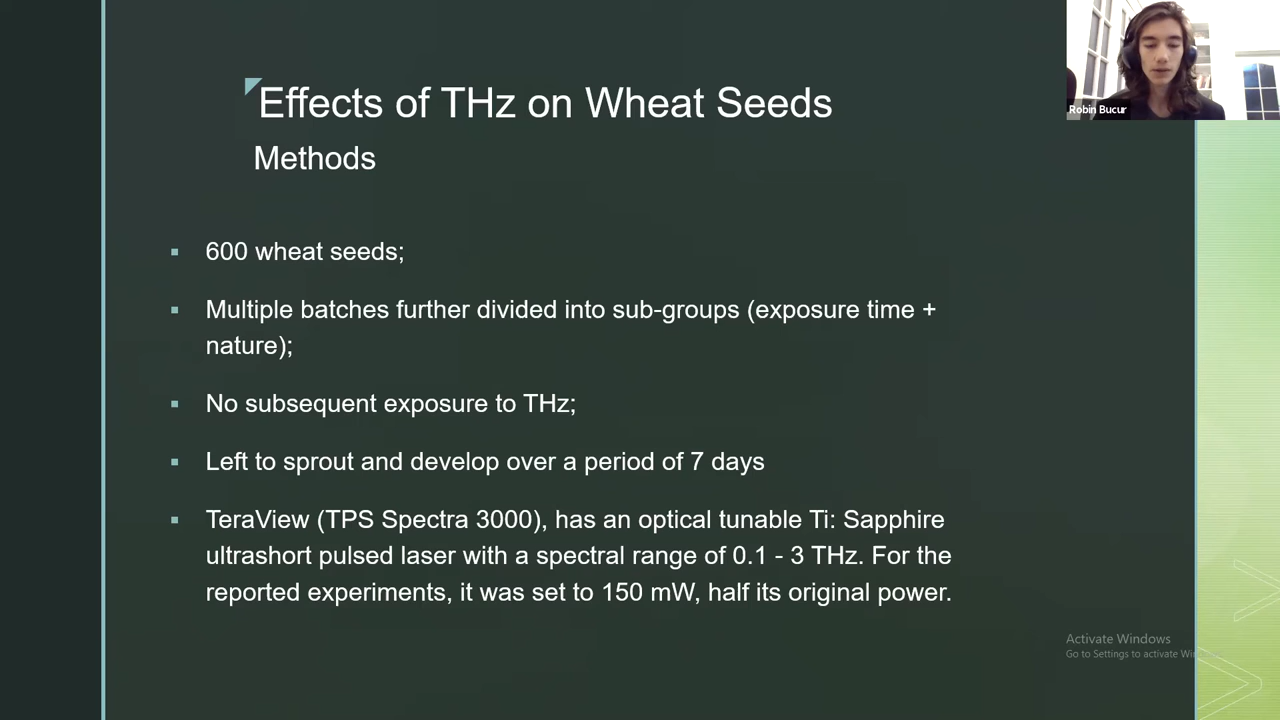 Robin Bucur
Effects of THz on Wheat Seeds
Methods
▪ 600 wheat seeds;
▪ Multiple batches further divided into sub-groups (exposure time +
nature);
▪ No subsequent exposure to THz;
▪ Left to sprout and develop over a period of 7 days
▪ TeraView (TPS Spectra 3000), has an optical tunable Ti: Sapphire
ultrashort pulsed laser with a spectral range of 0.1 - 3 THz. For the
reported experiments, it was set to 150 mW, half its original power.
Activate Windows
Go to Settings to activate